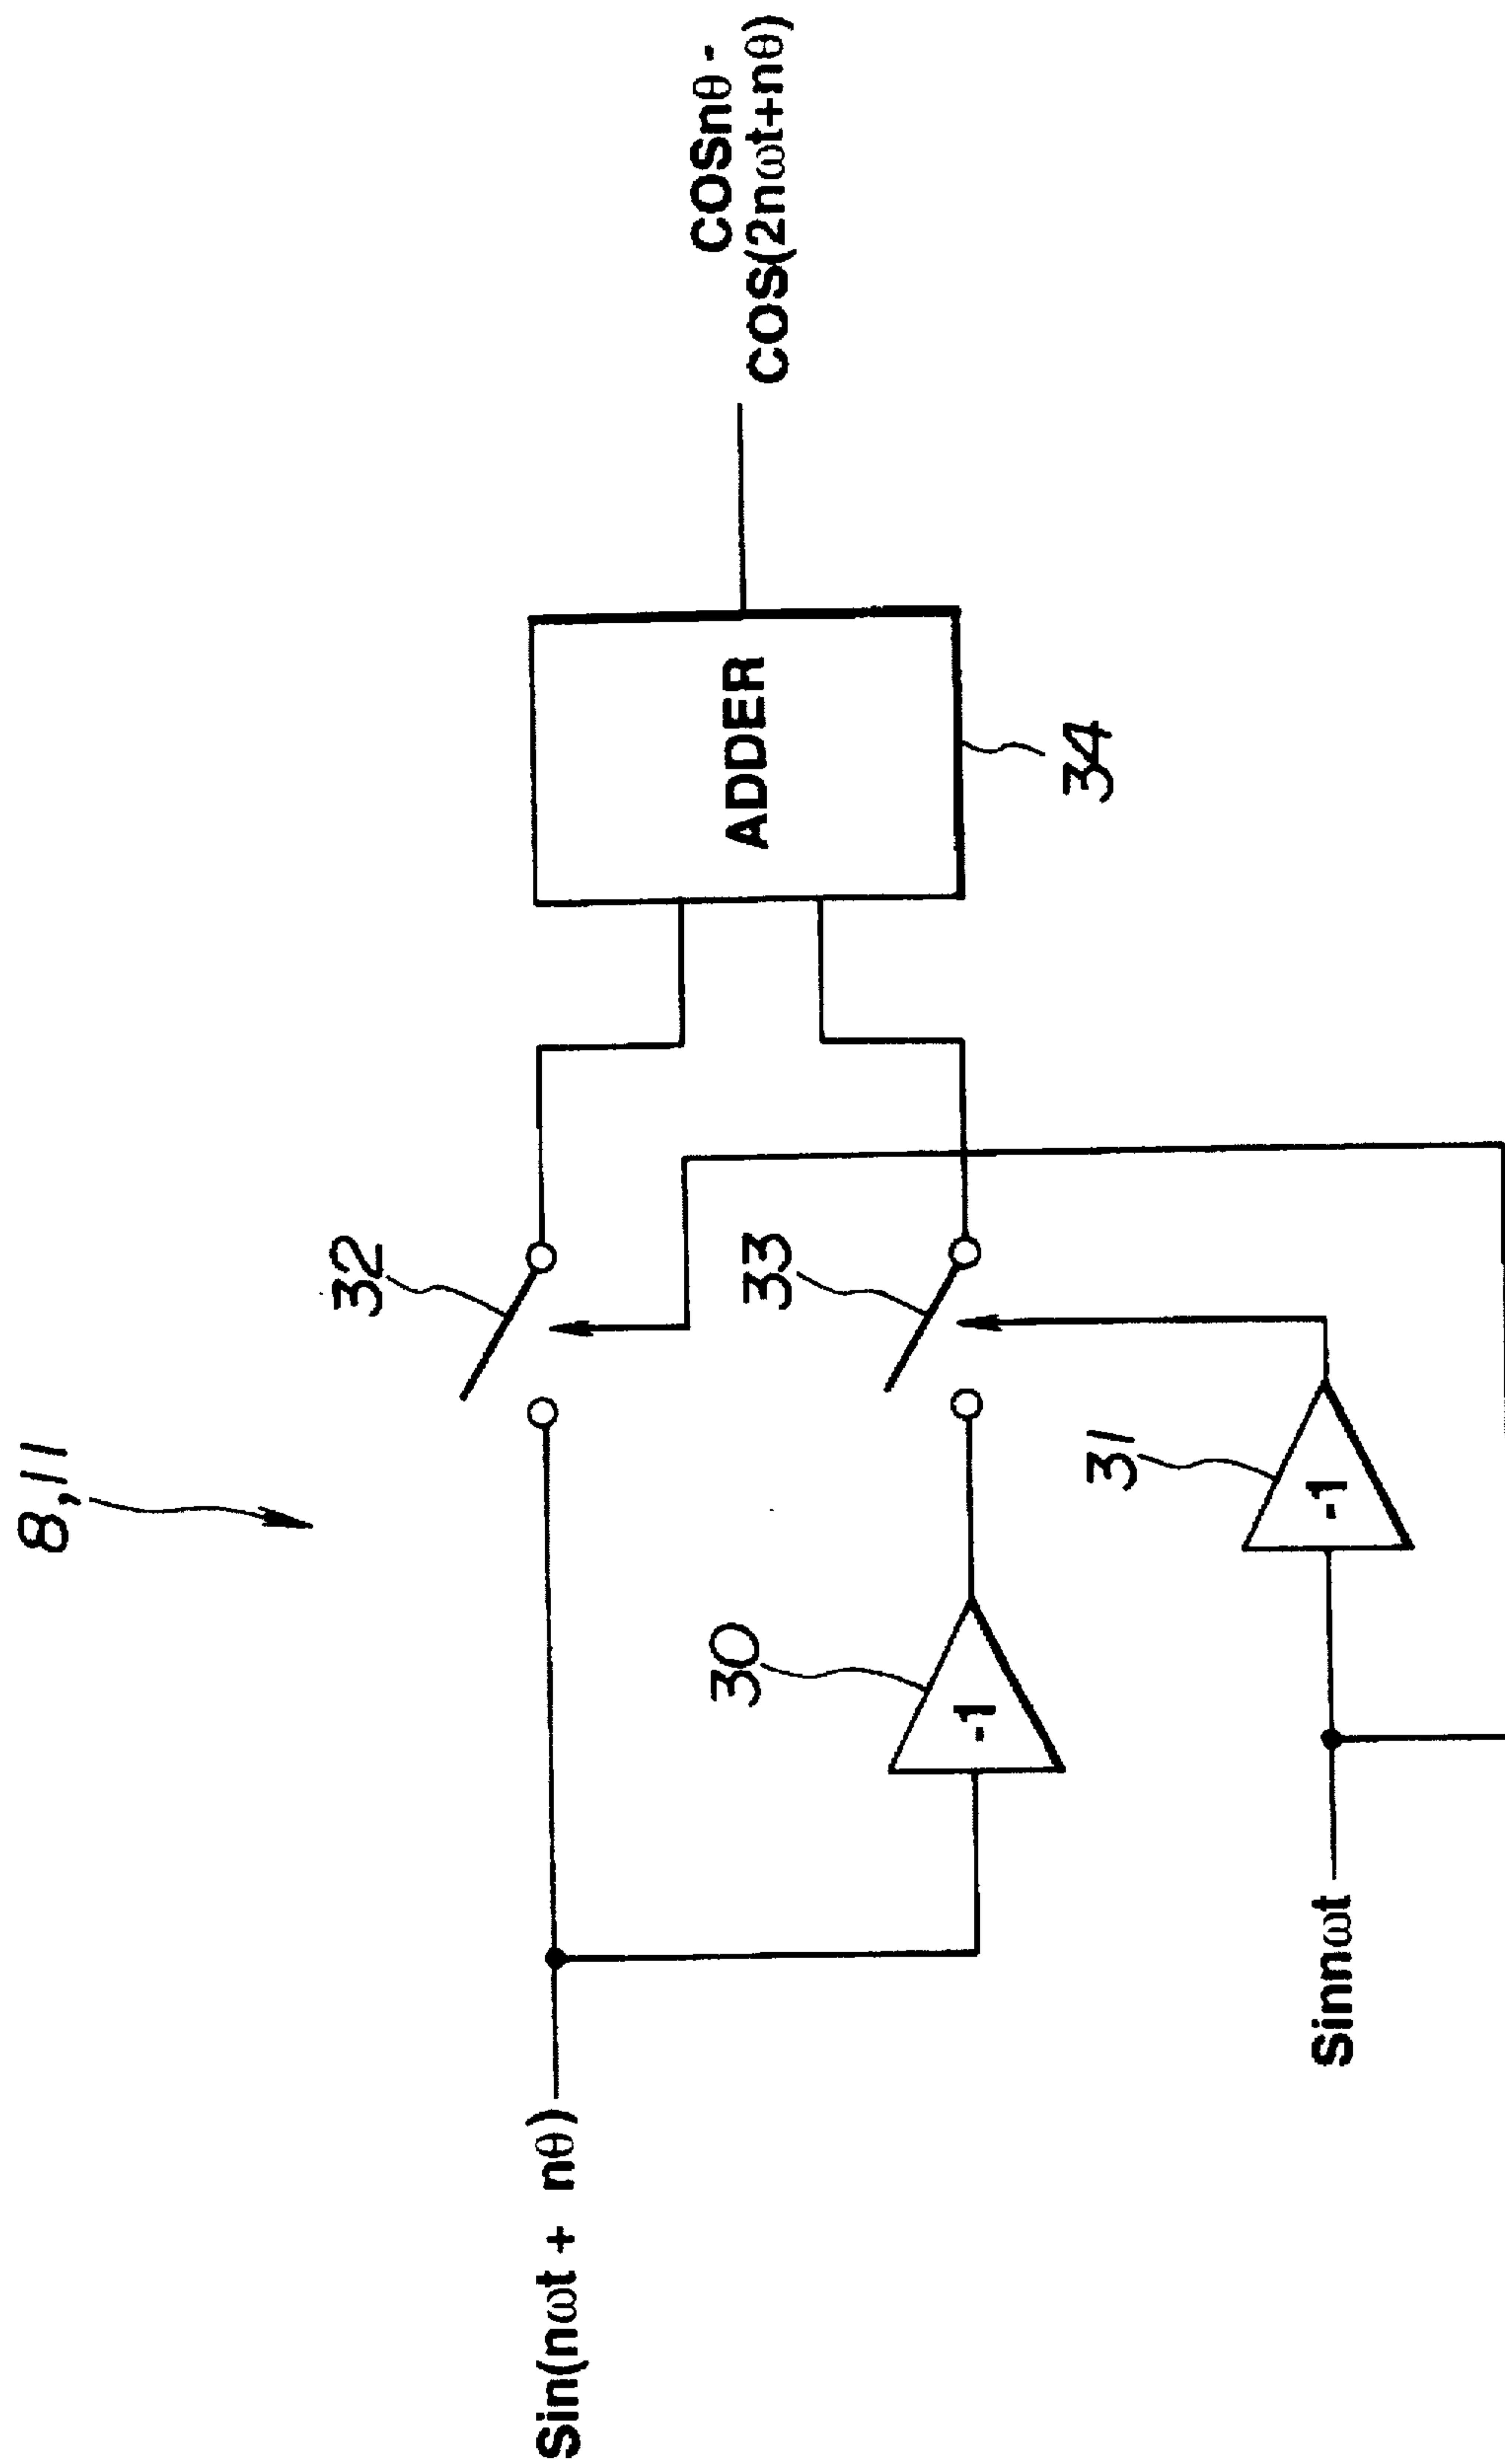 8,11
32
COSnθ -
COS(2nωt+nθ)
Sin(nωt + nθ)
ADDER
30
-1
33
34
31
-1
Sinnωt